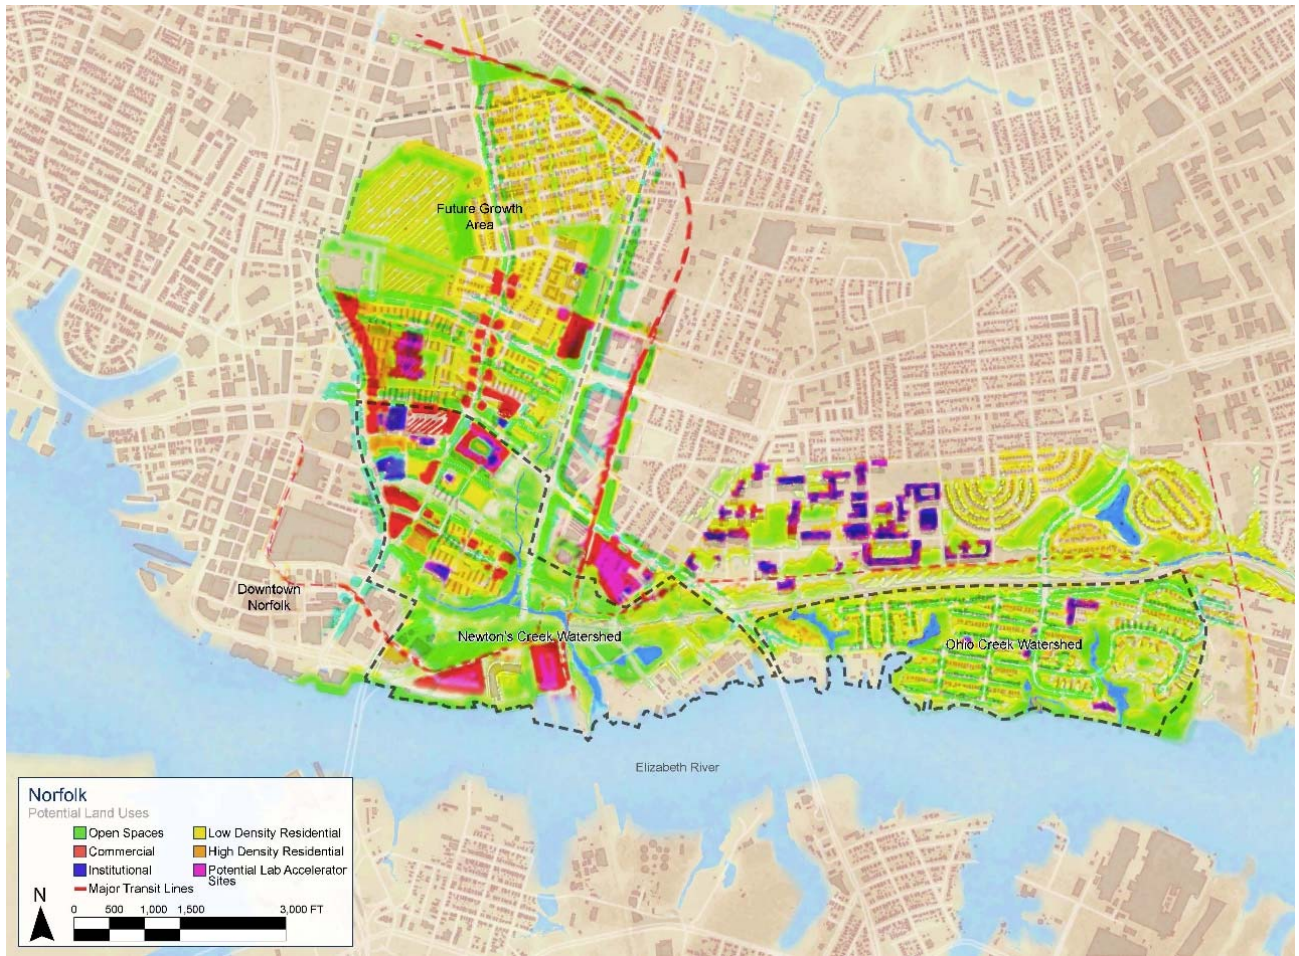 Future Growth
Area
Downtown
Norfolk
Newton's Creek Watershed
Ohio Creek Watershed
Elizabeth River
Norfolk
Potential Land Uses
Open Spaces
Low Density Residential
Commercial
High Density Residential
Institutional
Potential Lab Accelerator
Sites
Major Transit Lines
N
0 500 1,000 1,500 3,000 FT